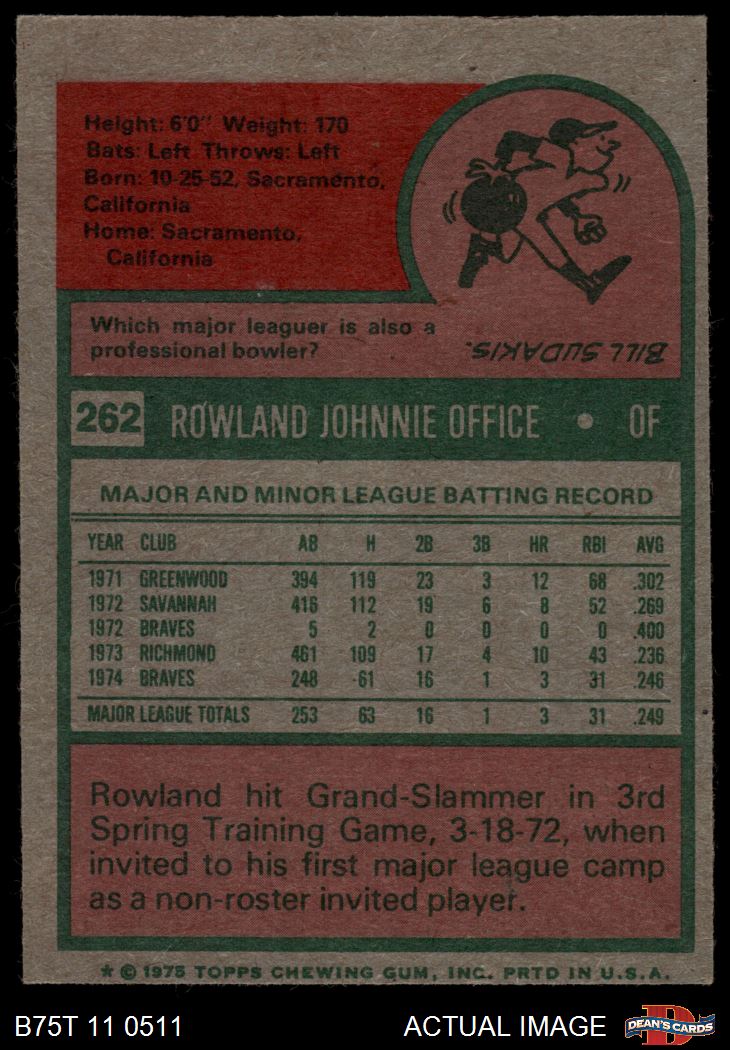 Height: 6'0" Weight: 170
Bats: Left Throws: Left
Born: 10-25-52, Sacramento,
California
Home: Sacramento,
California
Which major leaguer is also a
professional bowler?
BILL SUDAKIS.
262 ROWLAND JOHNNIE OFFICE • OF
MAJOR AND MINOR LEAGUE BATTING RECORD
YEAR CLUB AB H 2B 3B HR RBI AVG
1971 GREENWOOD 394 119 23 3 12 68 .302
1972 SAVANNAH 416 112 19 6 8 52 .269
1972 BRAVES 5 2 0 0 0 0 .400
1973 RICHMOND 461 109 17 4 10 43 .236
1974 BRAVES 248 61 16 1 3 31 .246
MAJOR LEAGUE TOTALS 253 63 16 1 3 31 .249
Rowland hit Grand-Slammer in 3rd
Spring Training Game, 3-18-72, when
invited to his first major league camp
as a non-roster invited player.
* © 1975 TOPPS CHEWING GUM, INC. PRTD IN U.S.A.
B75T 11 0511 ACTUAL IMAGE
D
DEAN'S CARDS